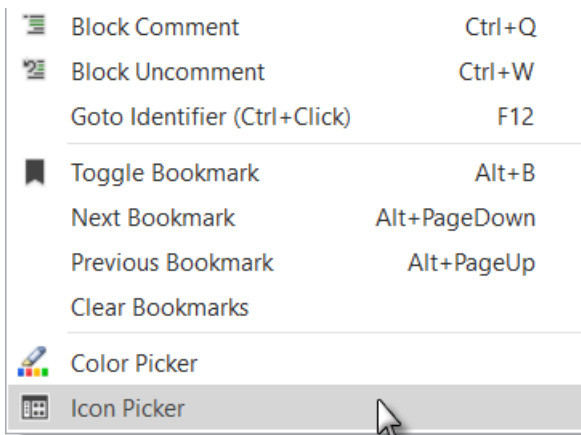 Block Comment Ctrl+Q
Block Uncomment Ctrl+W
Goto Identifier (Ctrl+Click) F12
Toggle Bookmark Alt+B
Next Bookmark Alt+PageDown
Previous Bookmark Alt+PageUp
Clear Bookmarks
Color Picker
Icon Picker